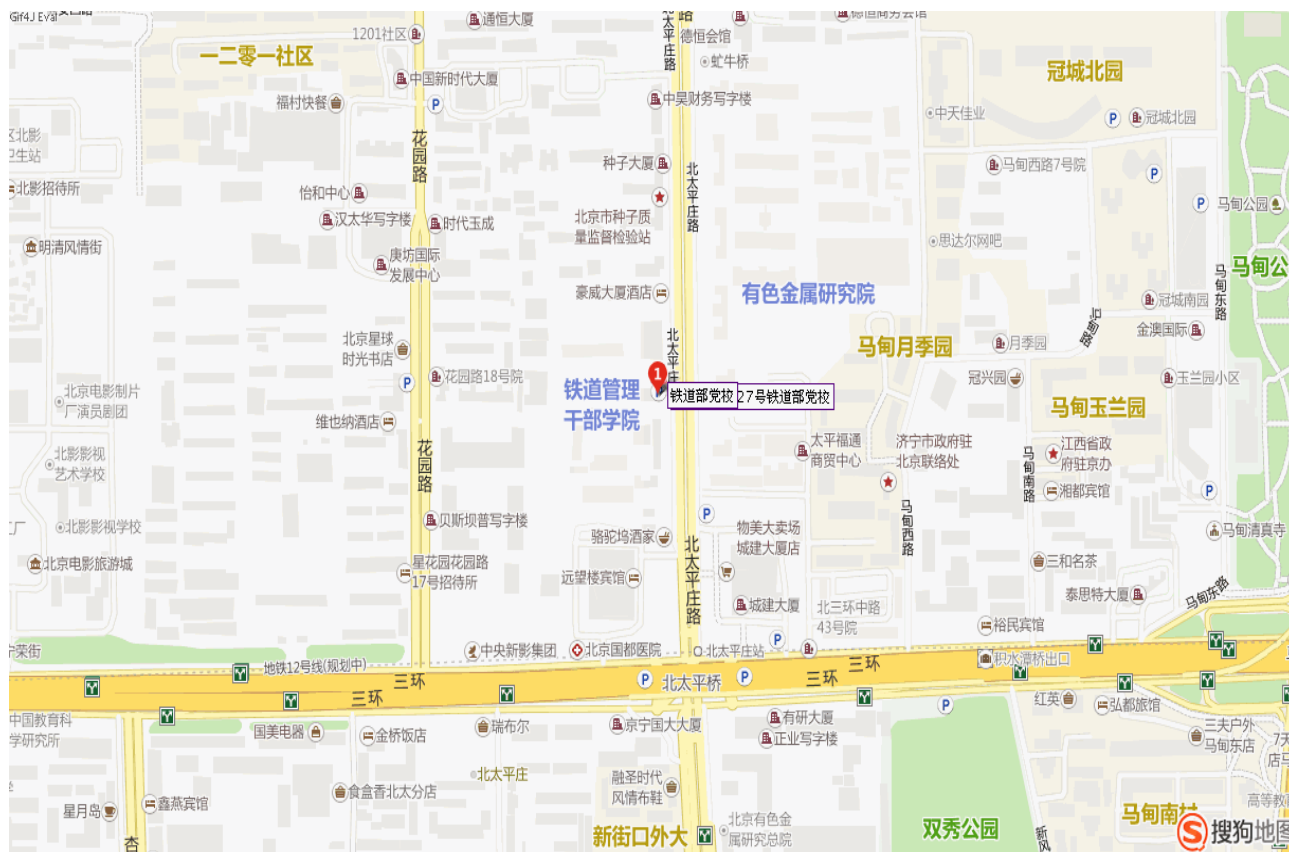 Gif4J Eval
通恒大厦
路
德恒商务会馆
1201社区
北太平庄路
德恒会馆
虹牛桥
一二零一社区
中国新时代大厦
冠城北园
福村快餐
P
中昊财务写字楼
中天佳业
P
冠城北园
区北影
卫生站
花园路
种子大厦
马甸西路7号院
P
北影招待所
怡和中心
北太平庄路
P
马甸公园
汉太华写字楼
时代玉成
北京市种子质
量监督检验站
明清风情街
庚坊国际
发展中心
思达尔网吧
马甸公
马甸东路
豪威大厦酒店
有色金属研究院
冠城南园
北京星球
时光书店
北太平庄
马甸月季园
月季园
金澳国际
1
P
花园路18号院
铁道管理
干部学院
铁道部党校
27号铁道部党校
冠兴园
玉兰园小区
北京电影制片
厂演员剧团
马甸玉兰园
维也纳酒店
太平福通
商贸中心
济宁市政府驻
北京联络处
江西省政
府驻京办
北影影视
艺术学校
花园路
马甸南路
湘都宾馆
P
北影影视学校
贝斯坝普写字楼
P
物美大卖场
城建大厦店
马甸西路
马甸清真寺
骆驼坞酒家
北太平庄路
北京电影旅游城
星花园花园路
17号招待所
远望楼宾馆
三和名茶
城建大厦
北三环中路
43号院
泰思特大厦
马甸东路
裕民宾馆
荣街
中央新影集团
北京国都医院
北太平庄站
P
地铁12号线(规划中)
积水潭桥出口
三环
三环
P
北太平桥
P
三环
三环
中国教育科
学研究所
国美电器
金桥饭店
瑞布尔
京宁国大大厦
有研大厦
正业写字楼
P
红英
弘都旅馆
三夫户外
马甸东店
7天
店马
北太平庄
融圣时代
风情布鞋
星月岛
鑫燕宾馆
食盒香北太分店
杏
新街口外大
北京有色金
属研究总院
双秀公园
新风
马甸南村
高等教
搜狗地图